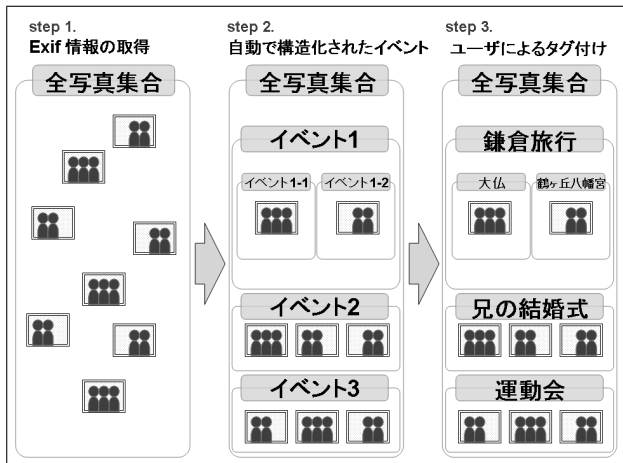 step 1.
Exif 情報の取得
全写真集合
step 2.
自動で構造化されたイベント
全写真集合
イベント1
イベント1-1
イベント1-2
イベント2
イベント3
step 3.
ユーザによるタグ付け
全写真集合
鎌倉旅行
大仏
鶴ヶ丘八幡宮
兄の結婚式
運動会